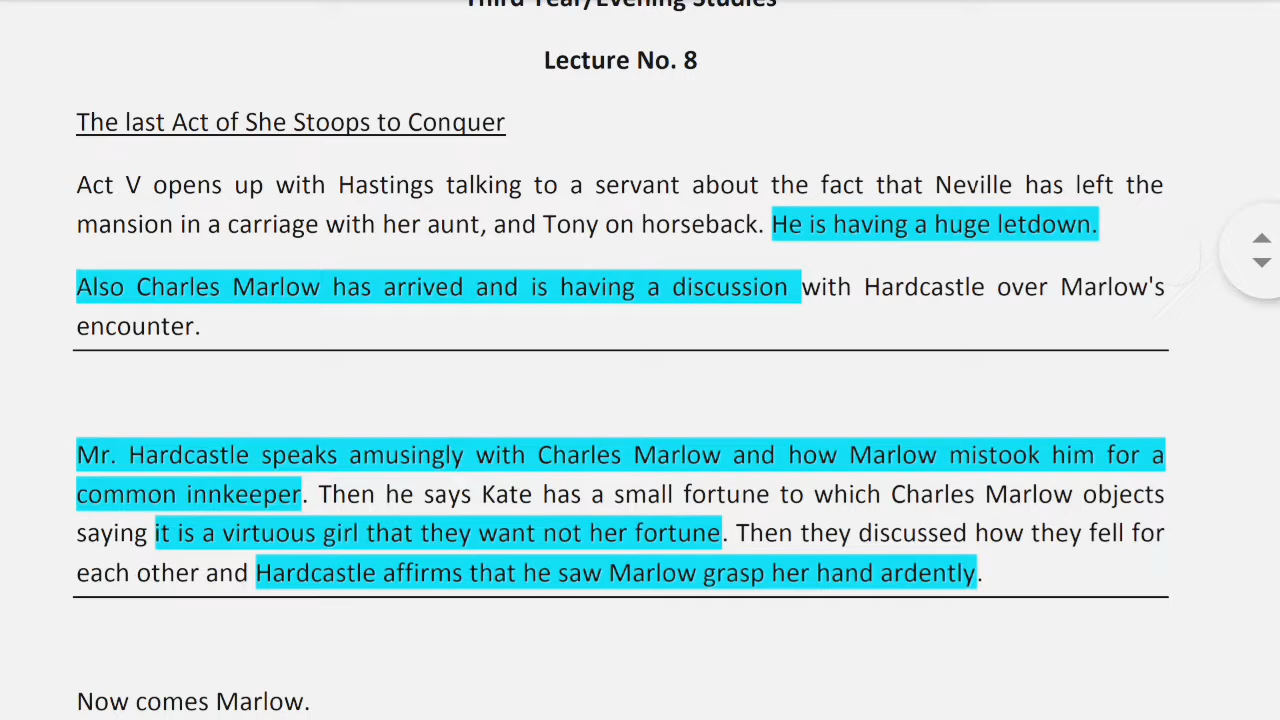 Third Year/Evening Studies
Lecture No. 8
The last Act of She Stoops to Conquer
Act V opens up with Hastings talking to a servant about the fact that Neville has left the
mansion in a carriage with her aunt, and Tony on horseback. He is having a huge letdown.
Also Charles Marlow has arrived and is having a discussion with Hardcastle over Marlow's
encounter.
Mr. Hardcastle speaks amusingly with Charles Marlow and how Marlow mistook him for a
common innkeeper. Then he says Kate has a small fortune to which Charles Marlow objects
saying it is a virtuous girl that they want not her fortune. Then they discussed how they fell for
each other and Hardcastle affirms that he saw Marlow grasp her hand ardently.
Now comes Marlow.